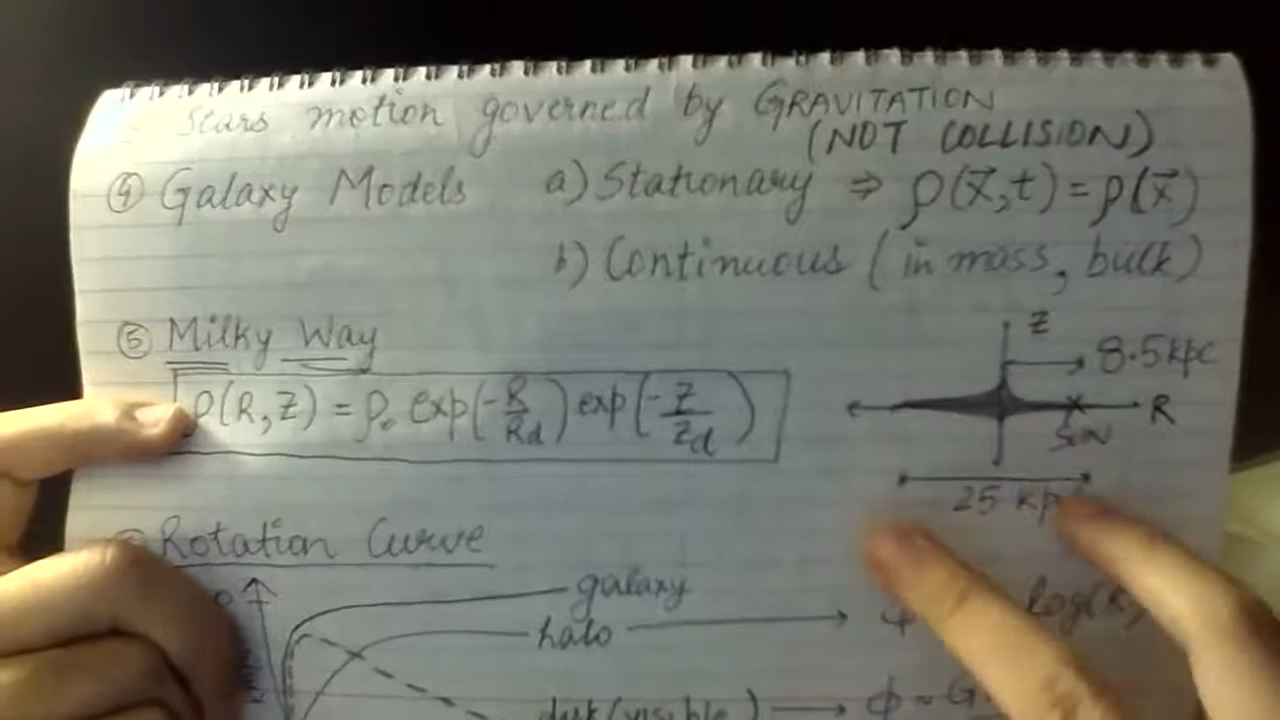 Stars motion governed by GRAVITATION
(NOT COLLISION)
④ Galaxy Models a) Stationary ⇒ ρ(x⃗,t)=ρ(x⃗)
b) Continuous (in mass, bulk)
⑤ Milky Way
ρ(R,Z) = ρ₀ exp(-R/Rd) exp(-Z/Zd)
Z
8.5kpc
R
SUN
25 kp
Rotation Curve
galaxy
halo
log(R)
disk (visible )
ϕ ~ G